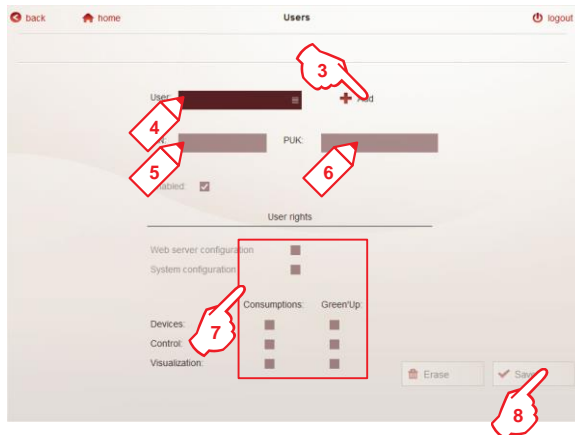 back home Users logout
3
User: Add
4
PUK:
5 6
User rights
Web server configuration
System configuration
Consumptions: Green'Up:
Devices:
7
Control:
Visualization:
Erase Save
8